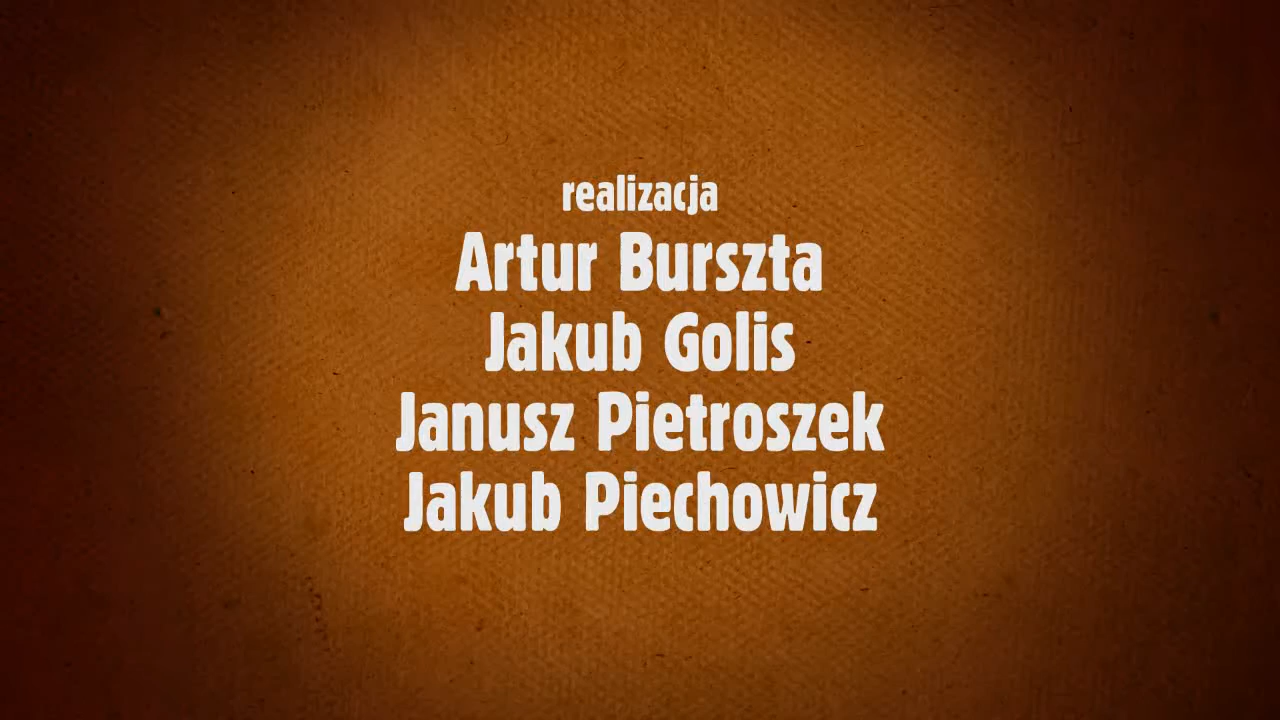 realizacja
Artur Burszta
Jakub Golis
Janusz Pietroszek
Jakub Piechowicz